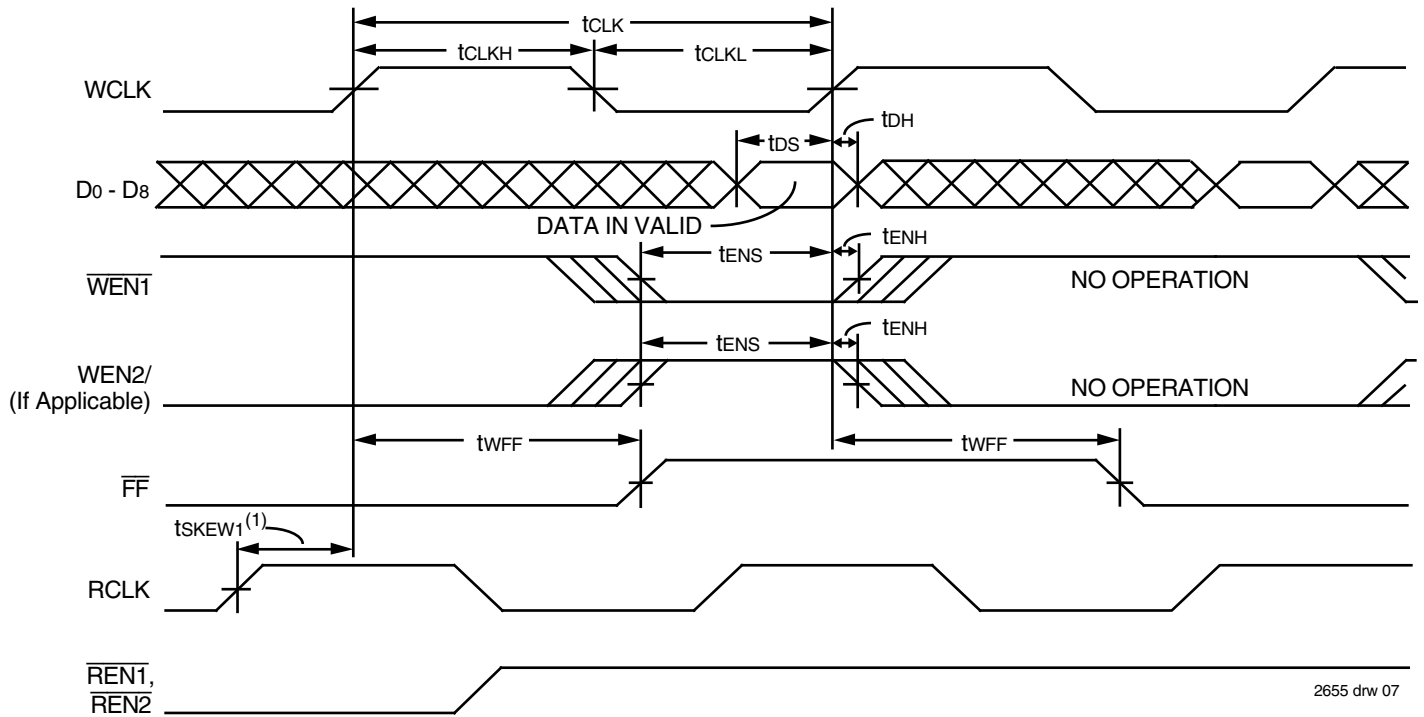 tCLK
tCLKH
tCLKL
WCLK
tDS
tDH
D0 - D8
DATA IN VALID
tENS
tENH
WEN1
NO OPERATION
tENS
tENH
WEN2/
(If Applicable)
NO OPERATION
tWFF
tWFF
FF
tSKEW1(1)
RCLK
REN1,
REN2
2655 drw 07